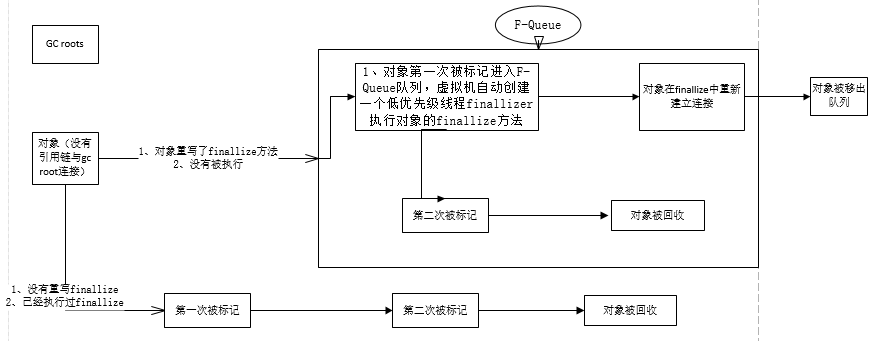 F-Queue
GC roots
1、对象第一次被标记进入F-
Queue队列，虚拟机自动创建
一个低优先级线程finallizer
执行对象的finallize方法
对象在finallize中重新
建立连接
对象被移出
队列
对象（没有
引用链与gc
root连接）
1、对象重写了finallize方法
2、没有被执行
第二次被标记
对象被回收
1、没有重写finallize
2、已经执行过finallize
第一次被标记
第二次被标记
对象被回收